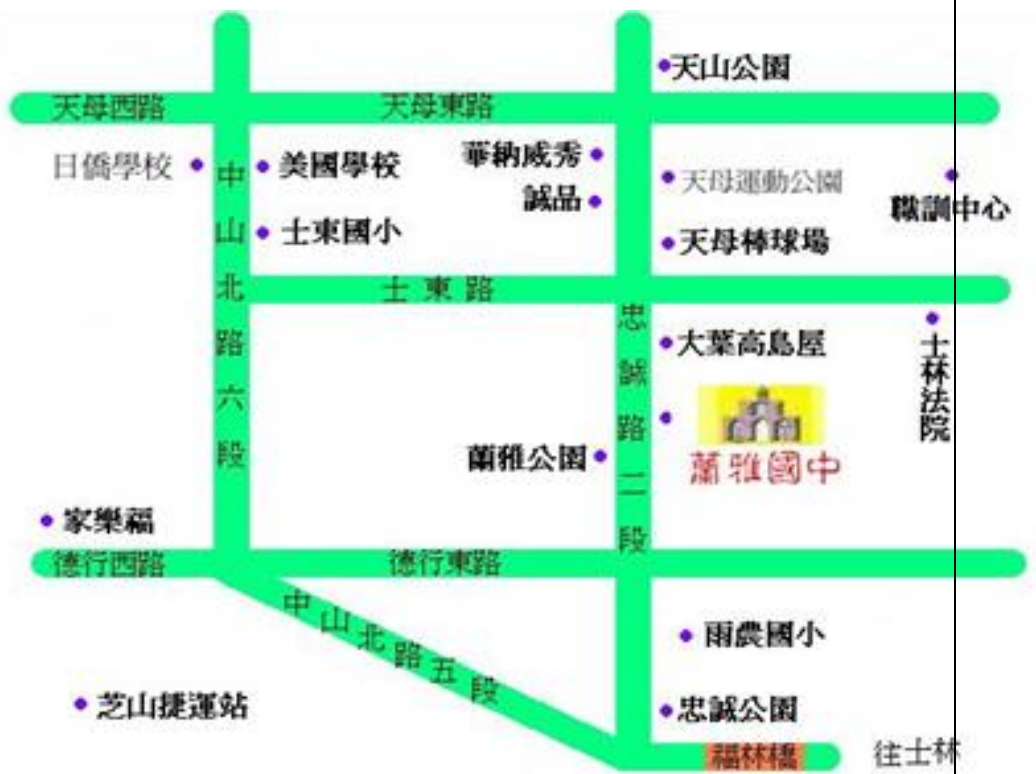 天山公園
天母西路
天母東路
日僑學校
美國學校
華納威秀
誠品
天母運動公園
職訓中心
士東國小
天母棒球場
士東路
中山北路六段
忠誠路二段
大葉高島屋
士林法院
蘭雅公園
蘭雅國中
家樂福
德行西路
德行東路
中山北路五段
雨農國小
芝山捷運站
忠誠公園
福林橋
往士林